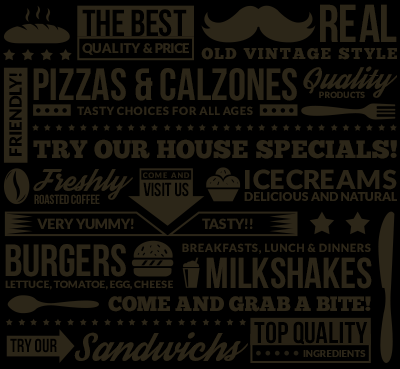 THE BEST
QUALITY & PRICE
REAL
OLD VINTAGE STYLE
FRIENDLY!
PIZZAS & CALZONES
TASTY CHOICES FOR ALL AGES
Quality
PRODUCTS
TRY OUR HOUSE SPECIALS!
Freshly
ROASTED COFFEE
COME AND
VISIT US
ICECREAMS
DELICIOUS AND NATURAL
VERY YUMMY!
TASTY!!
BURGERS
LETTUCE, TOMATOE, EGG, CHEESE
BREAKFASTS, LUNCH & DINNERS
MILKSHAKES
COME AND GRAB A BITE!
TRY OUR
Sandwichs
TOP QUALITY
INGREDIENTS